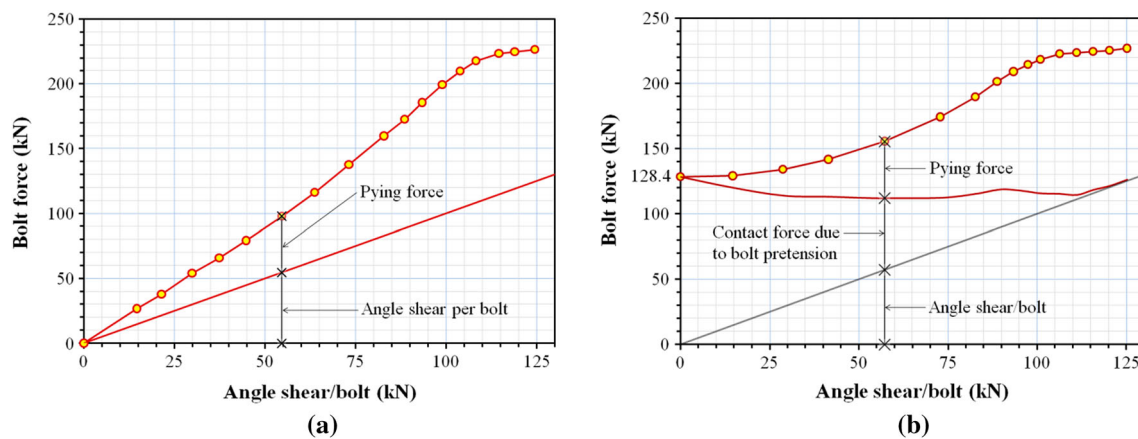 250
200
150
100
50
0
Bolt force (kN)
Pying force
Angle shear per bolt
0 25 50 75 100 125
Angle shear/bolt (kN)
(a)
250
200
150
128.4
100
50
0
Bolt force (kN)
Pying force
Contact force due
to bolt pretension
Angle shear/bolt
0 25 50 75 100 125
Angle shear/bolt (kN)
(b)